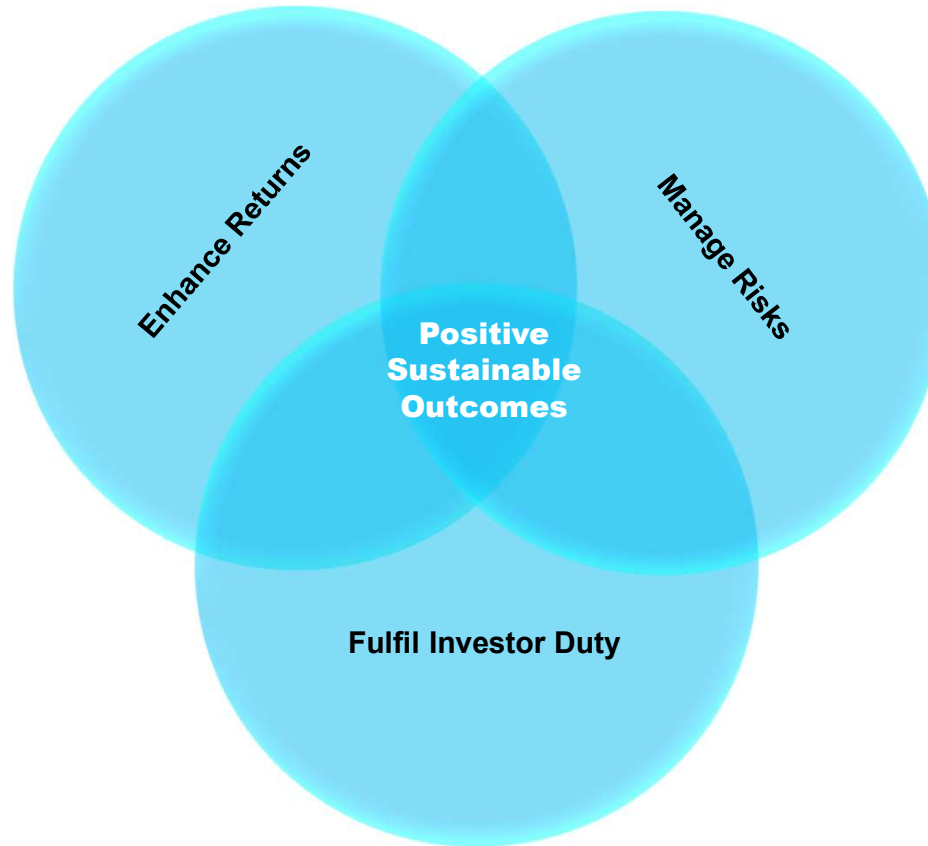 Enhance Returns
Manage Risks
Positive
Sustainable
Outcomes
Fulfil Investor Duty